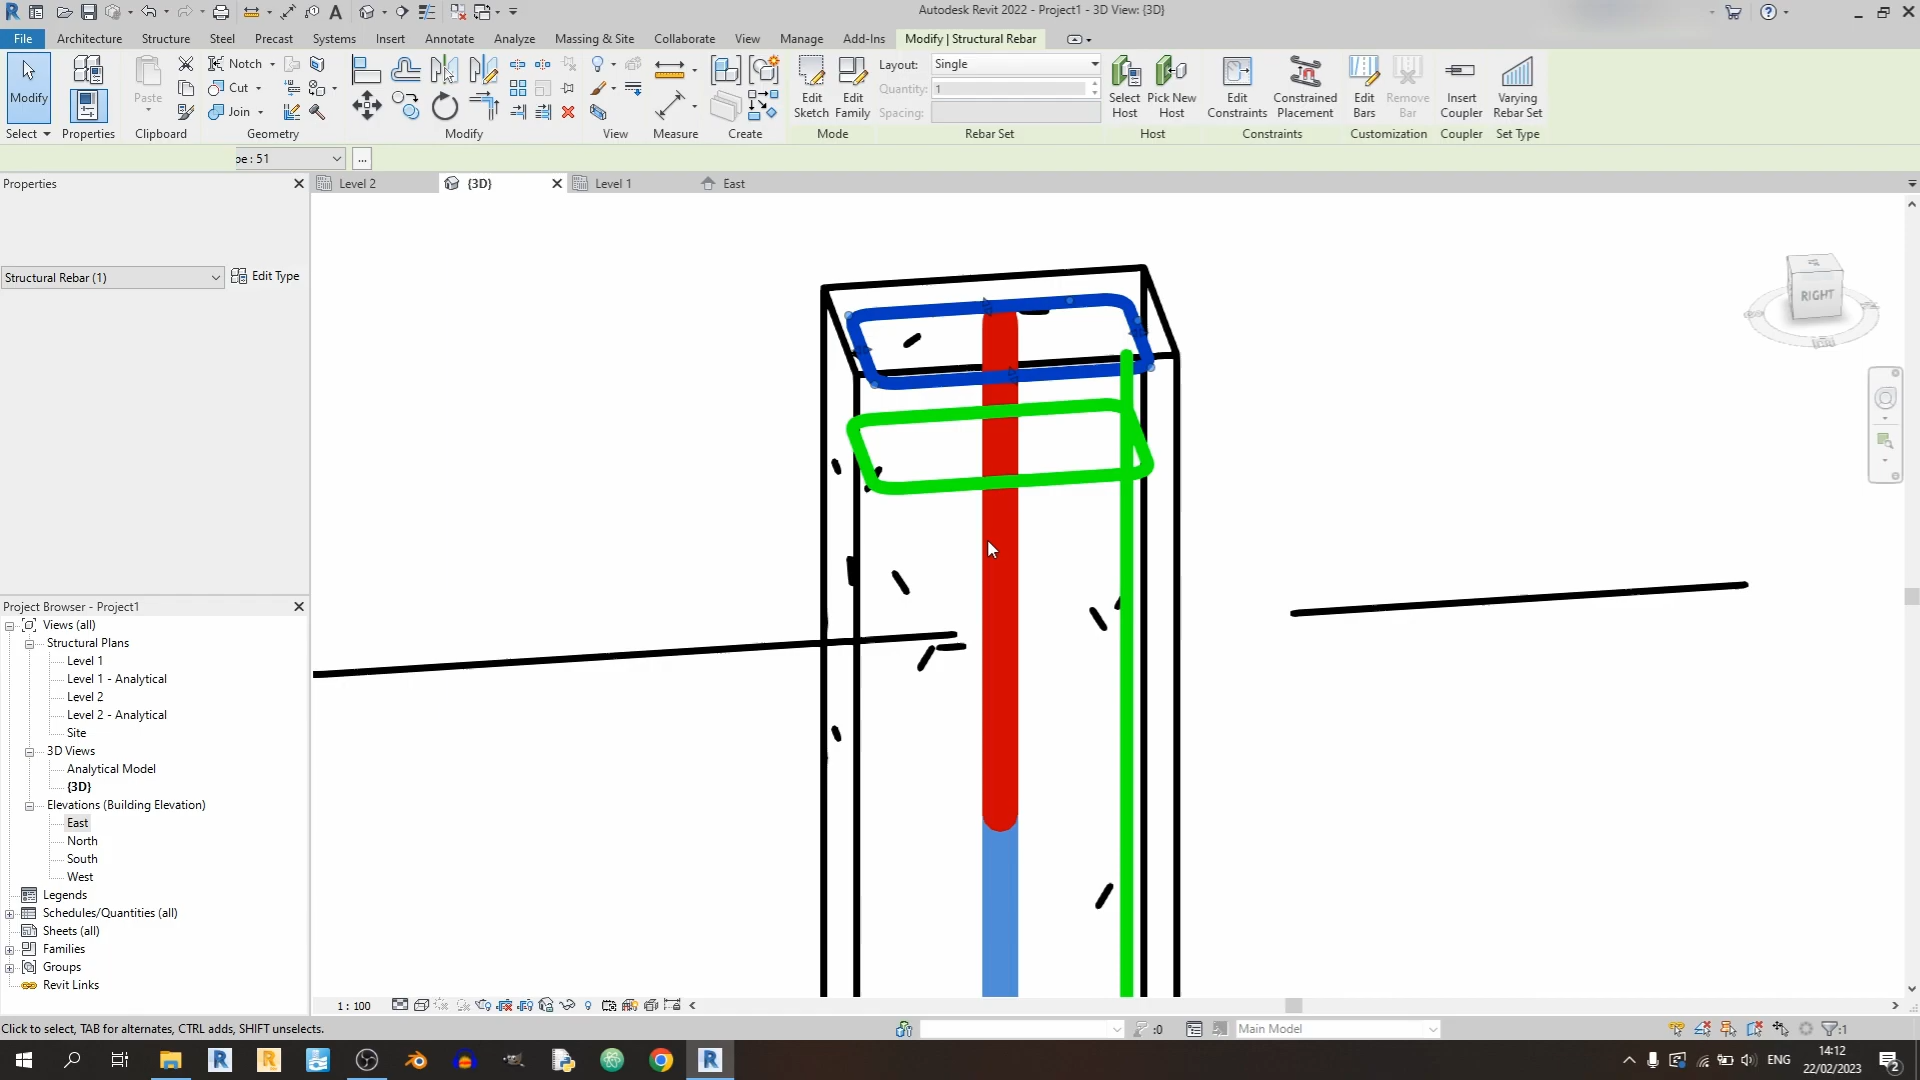 Autodesk Revit 2022 - Project1 - 3D View: {3D}
File Architecture Structure Steel Precast Systems Insert Annotate Analyze Massing & Site Collaborate View Manage Add-Ins Modify | Structural Rebar
Modify
Select
Properties
Paste
Clipboard
Notch
Cut
Join
Geometry
Modify
View
Measure
Create
Edit Sketch
Edit Family
Mode
Layout: Single
Quantity: 1
Spacing:
Rebar Set
Select Host
Pick New Host
Host
Edit Constraints
Constrained Placement
Constraints
Edit Bars
Remove Bar
Customization
Insert Coupler
Coupler
Varying Rebar Set
Set Type
pe : 51
...
Properties
Level 2
{3D}
Level 1
East
Structural Rebar (1)
Edit Type
RIGHT
Project Browser - Project1
Views (all)
Structural Plans
Level 1
Level 1 - Analytical
Level 2
Level 2 - Analytical
Site
3D Views
Analytical Model
{3D}
Elevations (Building Elevation)
East
North
South
West
Legends
Schedules/Quantities (all)
Sheets (all)
Families
Groups
Revit Links
1 : 100
Click to select, TAB for alternates, CTRL adds, SHIFT unselects.
:0
Main Model
:1
ENG
14:12
22/02/2023
2